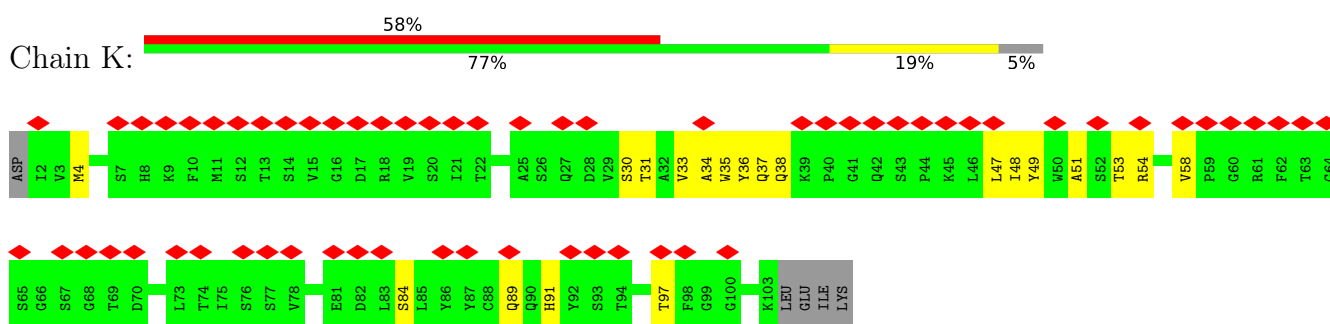 58%
Chain K:
77% 19% 5%
ASP I2 V3 M4 S7 H8 K9 F10 M11 S12 T13 S14 V15 G16 D17 R18 V19 S20 I21 T22 A25 S26 Q27 D28 V29 S30 T31 A32 V33 A34 W35 Y36 Q37 Q38 K39 P40 G41 Q42 S43 P44 K45 L46 L47 I48 Y49 W50 A51 S52 T53 R54 V58 P59 G60 R61 F62 T63 G64
S65 G66 S67 G68 T69 D70 L73 T74 I75 S76 S77 V78 E81 D82 L83 S84 L85 Y86 Y87 C88 Q89 Q90 H91 Y92 S93 T94 T97 F98 G99 G100 K103 LEU GLU ILE LYS